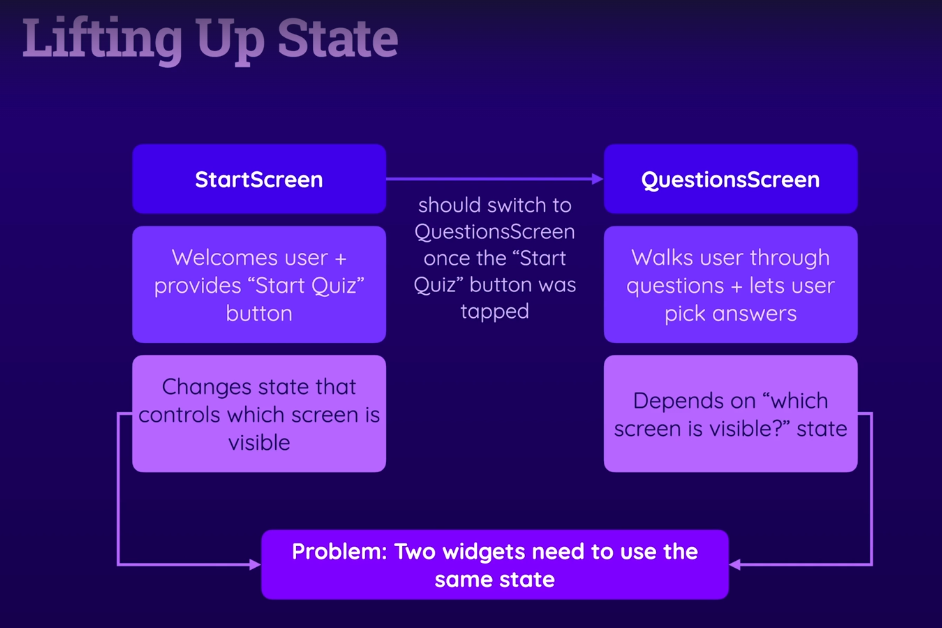 Lifting Up State
StartScreen
QuestionsScreen
should switch to
QuestionsScreen
once the “Start
Quiz” button was
tapped
Welcomes user +
provides “Start Quiz”
button
Walks user through
questions + lets user
pick answers
Changes state that
controls which screen is
visible
Depends on “which
screen is visible?” state
Problem: Two widgets need to use the
same state